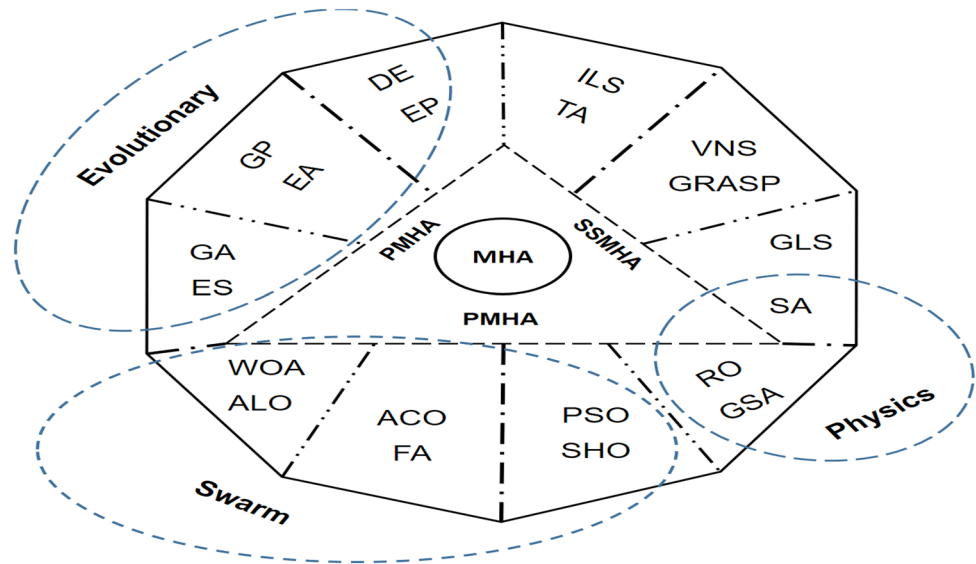 Evolutionary
DE
EP
ILS
TA
GP
EA
VNS
GRASP
GA
ES
PMHA
MHA
SSMHA
PMHA
GLS
SA
WOA
ALO
ACO
FA
PSO
SHO
RO
GSA
Physics
Swarm